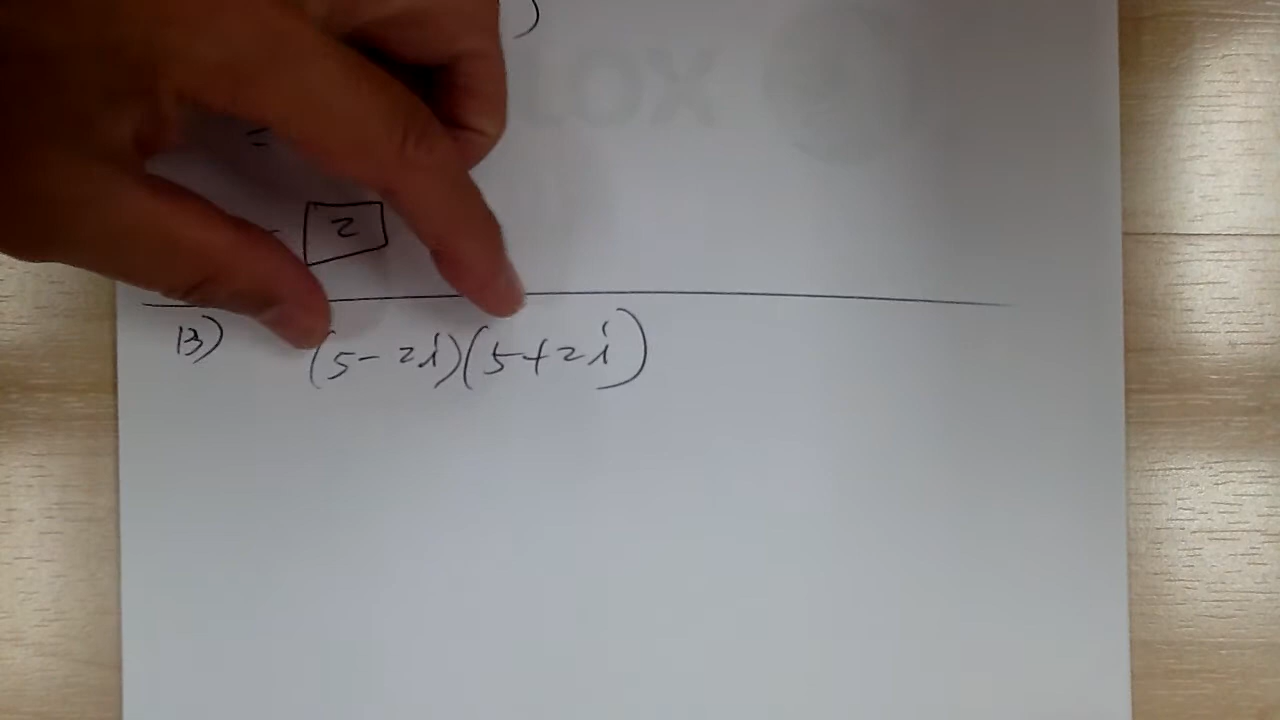 )
=
2
13) (5-2i)(5+2i)